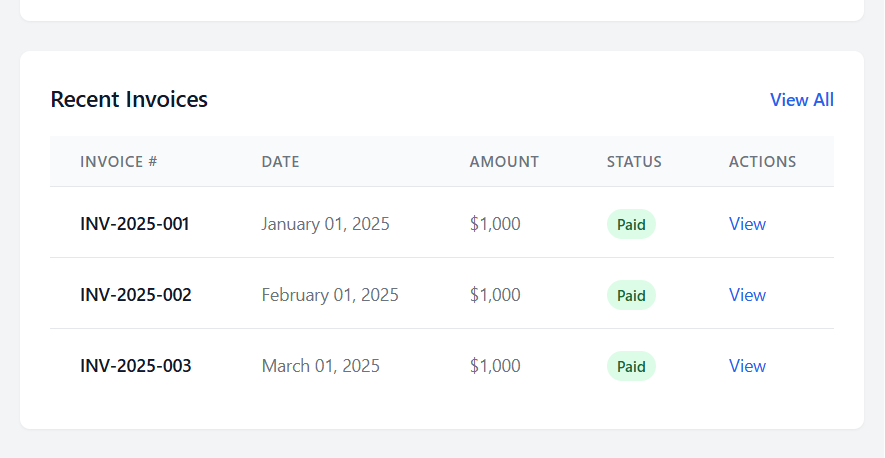 Recent Invoices View All
INVOICE # DATE AMOUNT STATUS ACTIONS
INV-2025-001 January 01, 2025 $1,000 Paid View
INV-2025-002 February 01, 2025 $1,000 Paid View
INV-2025-003 March 01, 2025 $1,000 Paid View